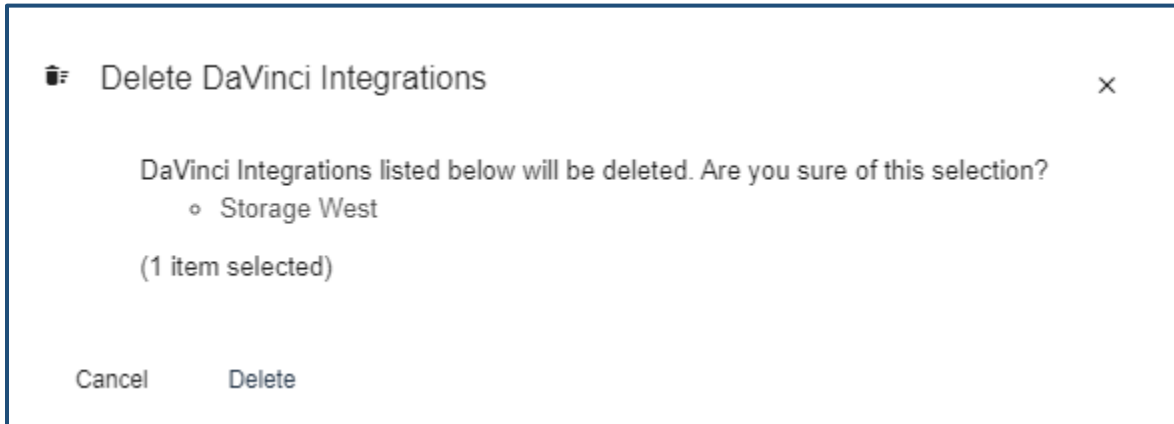 Delete DaVinci Integrations
DaVinci Integrations listed below will be deleted. Are you sure of this selection?
Storage West
(1 item selected)
Cancel Delete